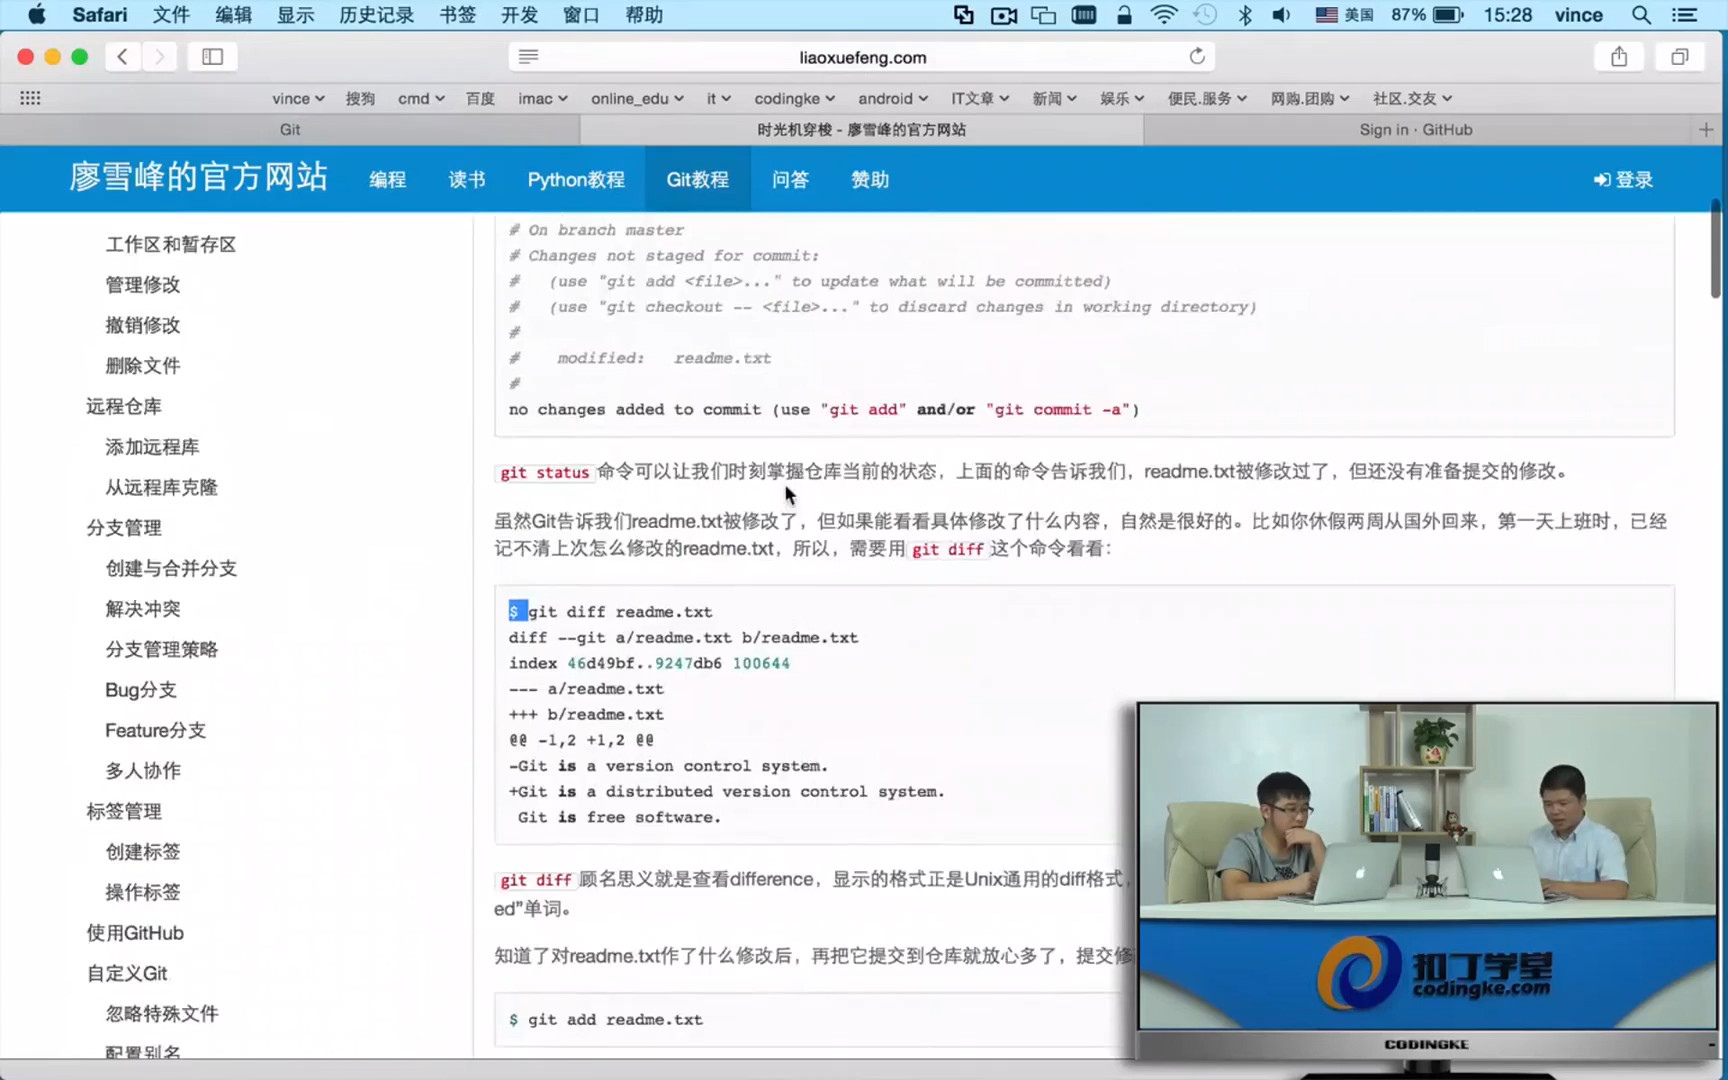 Safari 文件 编辑 显示 历史记录 书签 开发 窗口 帮助 美国 87% 15:28 vince
liaoxuefeng.com
vince 搜狗 cmd 百度 imac online_edu it codingke android IT文章 新闻 娱乐 便民.服务 网购.团购 社区.交友
Git 时光机穿梭 - 廖雪峰的官方网站 Sign in · GitHub
廖雪峰的官方网站 编程 读书 Python教程 Git教程 问答 赞助 登录
工作区和暂存区
管理修改
撤销修改
删除文件
远程仓库
添加远程库
从远程库克隆
分支管理
创建与合并分支
解决冲突
分支管理策略
Bug分支
Feature分支
多人协作
标签管理
创建标签
操作标签
使用GitHub
自定义Git
忽略特殊文件
配置别名
# On branch master
# Changes not staged for commit:
#   (use "git add <file>..." to update what will be committed)
#   (use "git checkout -- <file>..." to discard changes in working directory)
#
#    modified:   readme.txt
#
no changes added to commit (use "git add" and/or "git commit -a")
git status命令可以让我们时刻掌握仓库当前的状态，上面的命令告诉我们，readme.txt被修改过了，但还没有准备提交的修改。
虽然Git告诉我们readme.txt被修改了，但如果能看看具体修改了什么内容，自然是很好的。比如你休假两周从国外回来，第一天上班时，已经
记不清上次怎么修改的readme.txt，所以，需要用git diff这个命令看看：
$ git diff readme.txt
diff --git a/readme.txt b/readme.txt
index 46d49bf..9247db6 100644
--- a/readme.txt
+++ b/readme.txt
@@ -1,2 +1,2 @@
-Git is a version control system.
+Git is a distributed version control system.
 Git is free software.
git diff顾名思义就是查看difference，显示的格式正是Unix通用的diff格式，
ed”单词。
知道了对readme.txt作了什么修改后，再把它提交到仓库就放心多了，提交修
$ git add readme.txt
扣丁学堂
codingke.com
CODINGKE